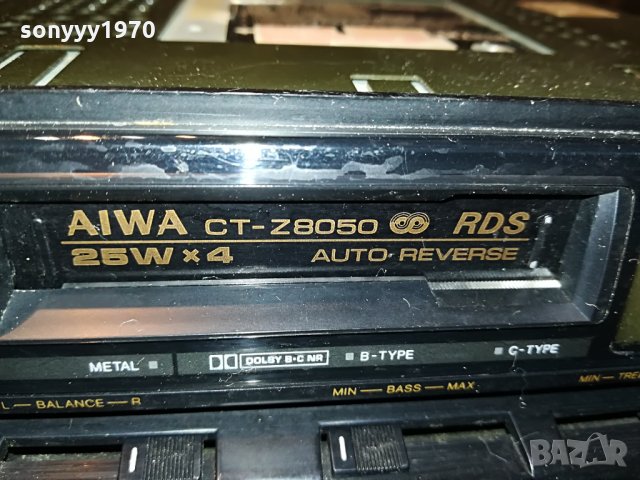 sonyyy1970
AIWA CT-Z8050 RDS
25W x 4 AUTO REVERSE
METAL DOLBY B·C NR B-TYPE C-TYPE
L — BALANCE — R MIN — BASS — MAX MIN —
BAZAR